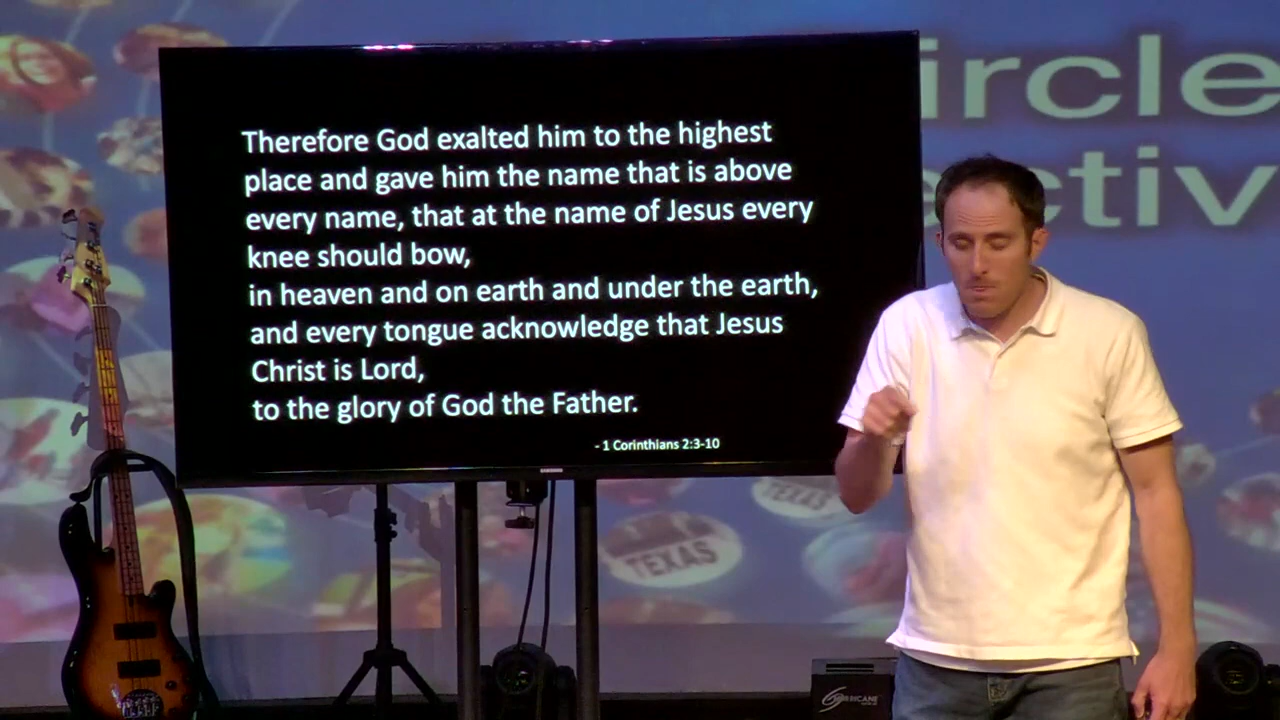 Therefore God exalted him to the highest
place and gave him the name that is above
every name, that at the name of Jesus every
knee should bow,
in heaven and on earth and under the earth,
and every tongue acknowledge that Jesus
Christ is Lord,
to the glory of God the Father.
- 1 Corinthians 2:3-10
SAMSUNG
ircle
ctiv
TEXAS
TEXAS